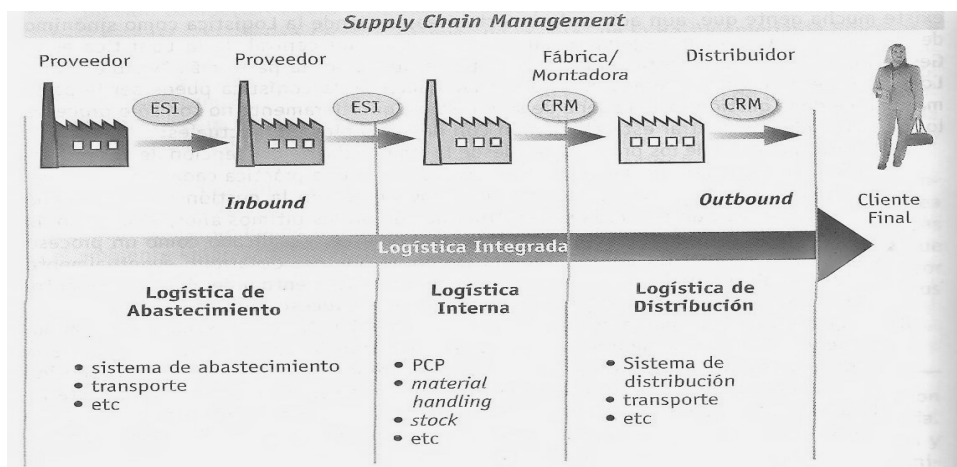 Supply Chain Management
Proveedor
Proveedor
Fábrica/
Montadora
Distribuidor
ESI
ESI
CRM
CRM
Inbound
Outbound
Cliente
Final
Logística Integrada
Logística de
Abastecimiento
Logística
Interna
Logística de
Distribución
• sistema de abastecimiento
• transporte
• etc
• PCP
• material
handling
• stock
• etc
• Sistema de
distribución
• transporte
• etc